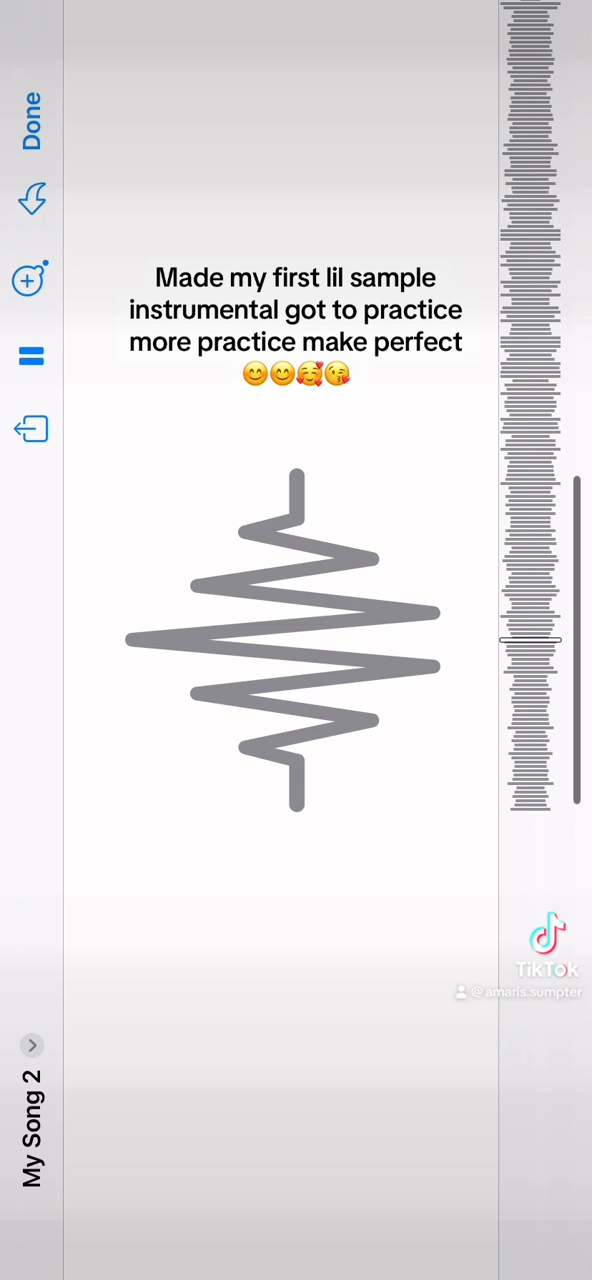 Done
Made my first lil sample
instrumental got to practice
more practice make perfect
😊😊🥰😘
TikTok
@amaris.sumpter
My Song 2